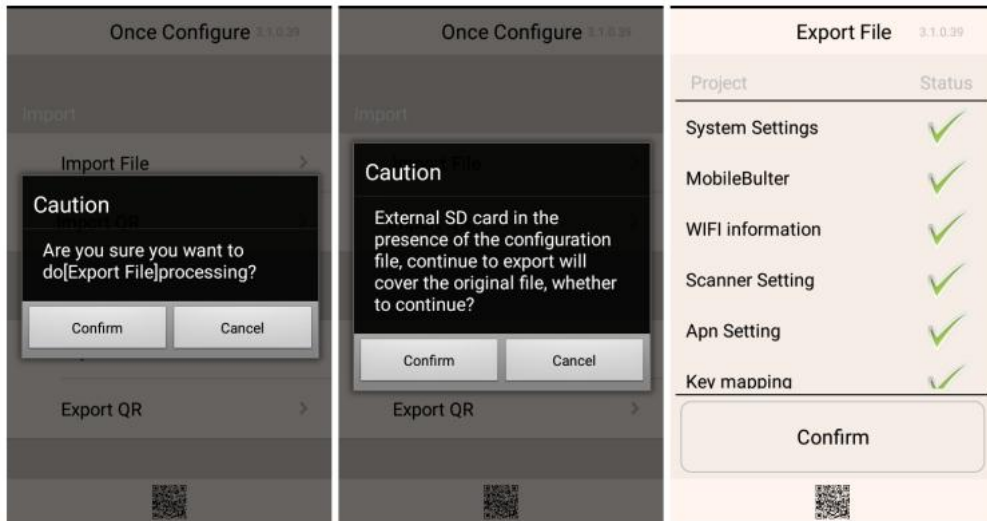 Once Configure 3.1.0.39
Import
Import File
Caution
Import QR
Are you sure you want to
do[Export File]processing?
Confirm Cancel
Export QR
Once Configure 3.1.0.39
Import
Import File
Caution
External SD card in the
presence of the configuration
file, continue to export will
cover the original file, whether
to continue?
Confirm Cancel
Export QR
Export File 3.1.0.39
Project Status
System Settings
MobileBulter
WIFI information
Scanner Setting
Apn Setting
Key mapping
Confirm